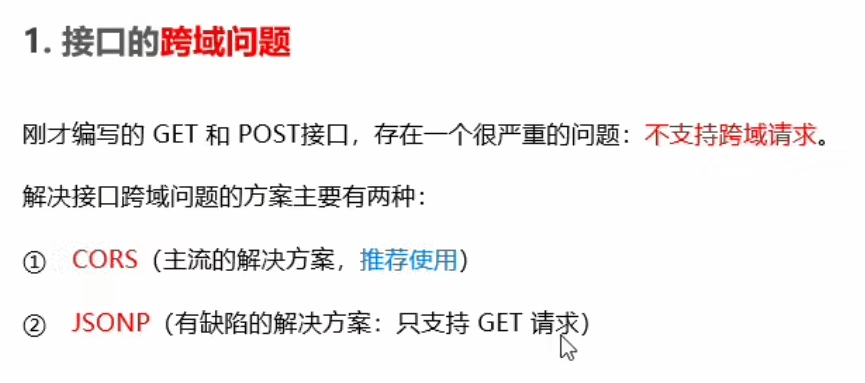 1. 接口的跨域问题
刚才编写的 GET 和 POST接口，存在一个很严重的问题：不支持跨域请求。
解决接口跨域问题的方案主要有两种：
① CORS（主流的解决方案，推荐使用）
② JSONP（有缺陷的解决方案：只支持 GET 请求）